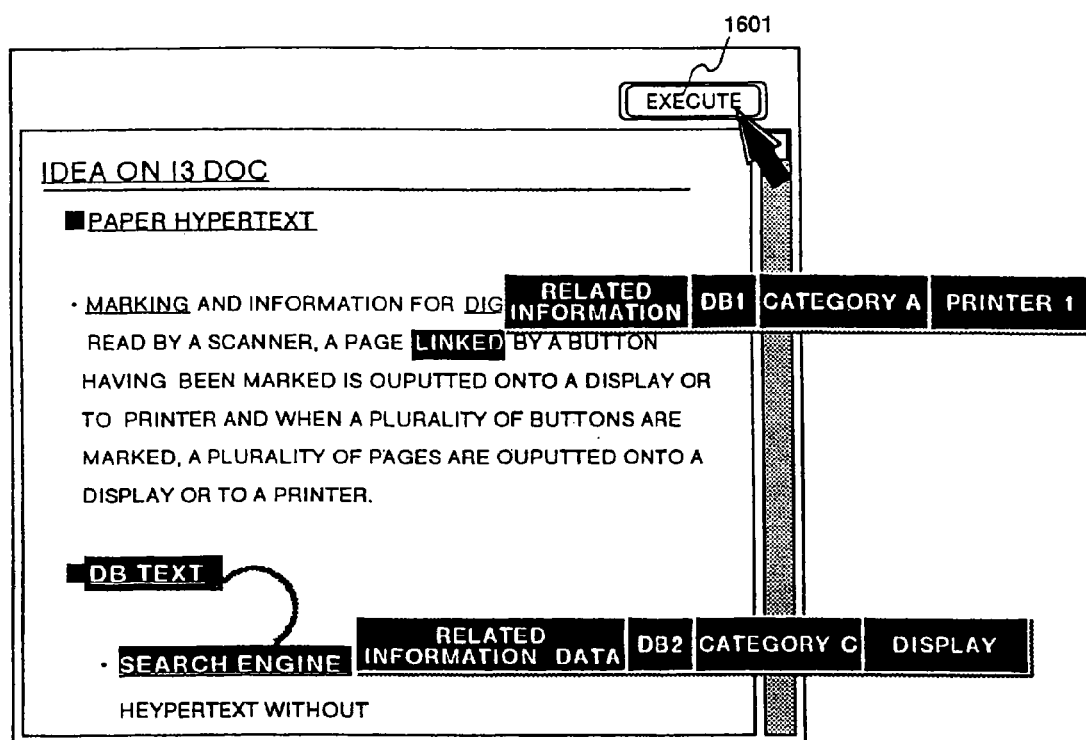 1601
EXECUTE
IDEA ON I3 DOC
■PAPER HYPERTEXT
· MARKING AND INFORMATION FOR DIG
RELATED INFORMATION DB1 CATEGORY A PRINTER 1
READ BY A SCANNER, A PAGE LINKED BY A BUTTON
HAVING BEEN MARKED IS OUPUTTED ONTO A DISPLAY OR
TO PRINTER AND WHEN A PLURALITY OF BUTTONS ARE
MARKED, A PLURALITY OF PAGES ARE OUPUTTED ONTO A
DISPLAY OR TO A PRINTER.
■DB TEXT
· SEARCH ENGINE
RELATED INFORMATION DATA DB2 CATEGORY C DISPLAY
HEYPERTEXT WITHOUT